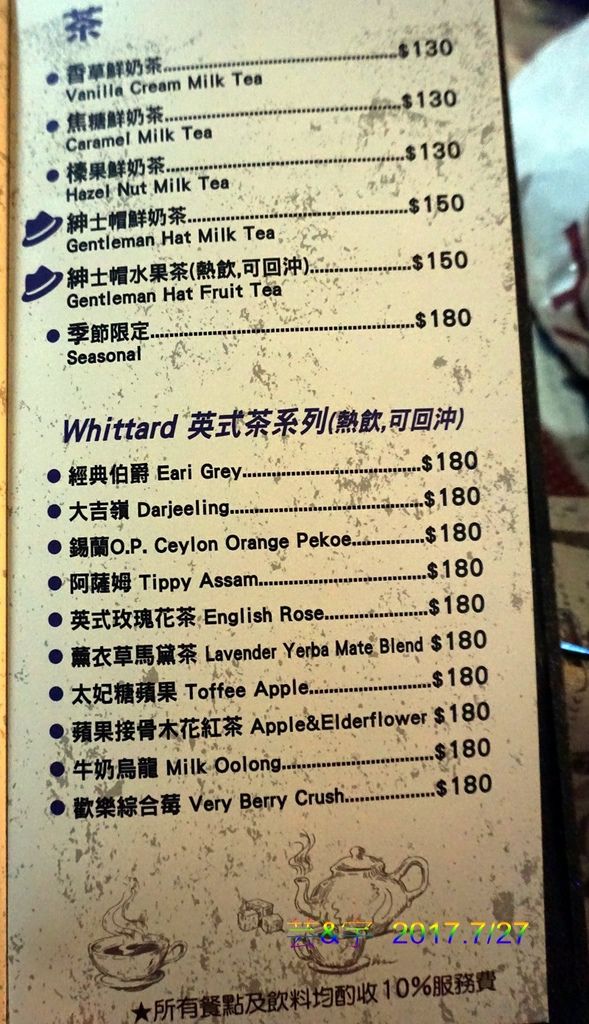 茶
香草鮮奶茶.....................................$130
Vanilla Cream Milk Tea
焦糖鮮奶茶.....................................$130
Caramel Milk Tea
榛果鮮奶茶.....................................$130
Hazel Nut Milk Tea
紳士帽鮮奶茶..................................$150
Gentleman Hat Milk Tea
紳士帽水果茶(熱飲,可回沖)...............$150
Gentleman Hat Fruit Tea
季節限定.........................................$180
Seasonal
Whittard 英式茶系列(熱飲,可回沖)
經典伯爵 Eari Grey...........................$180
大吉嶺 Darjeeling.............................$180
錫蘭O.P. Ceylon Orange Pekoe...........$180
阿薩姆 Tippy Assam.........................$180
英式玫瑰花茶 English Rose...............$180
薰衣草馬黛茶 Lavender Yerba Mate Blend $180
太妃糖蘋果 Toffee Apple..................$180
蘋果接骨木花紅茶 Apple&Elderflower $180
牛奶烏龍 Milk Oolong.......................$180
歡樂綜合莓 Very Berry Crush.............$180
&宇 2017.7/27
★所有餐點及飲料均酌收10%服務費